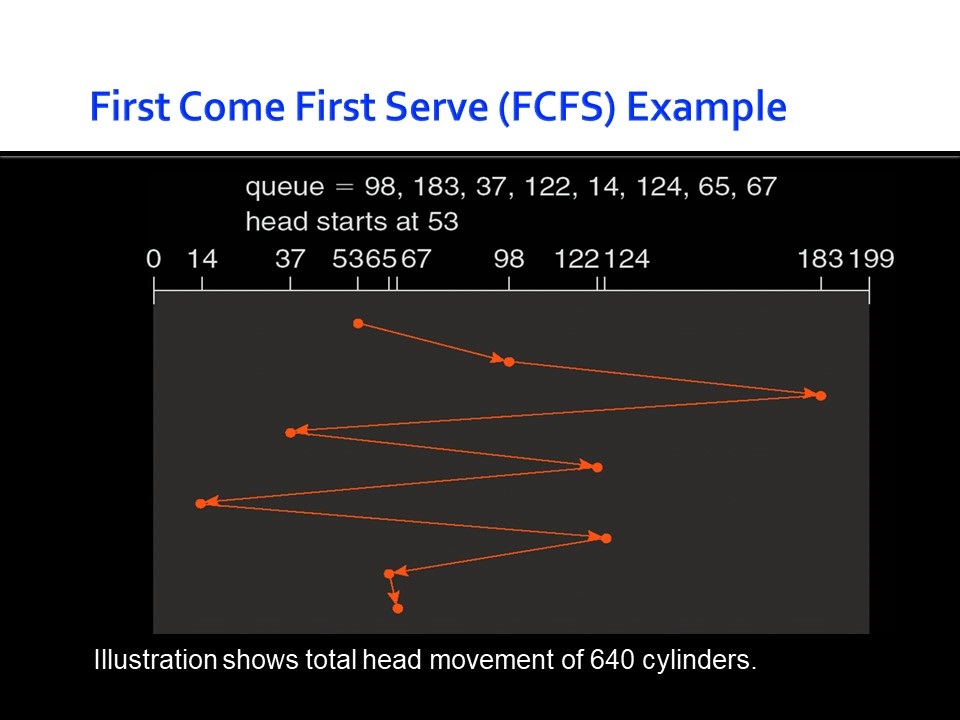 First Come First Serve (FCFS) Example
queue = 98, 183, 37, 122, 14, 124, 65, 67
head starts at 53
0 14 37 53 65 67 98 122 124 183 199
Illustration shows total head movement of 640 cylinders.